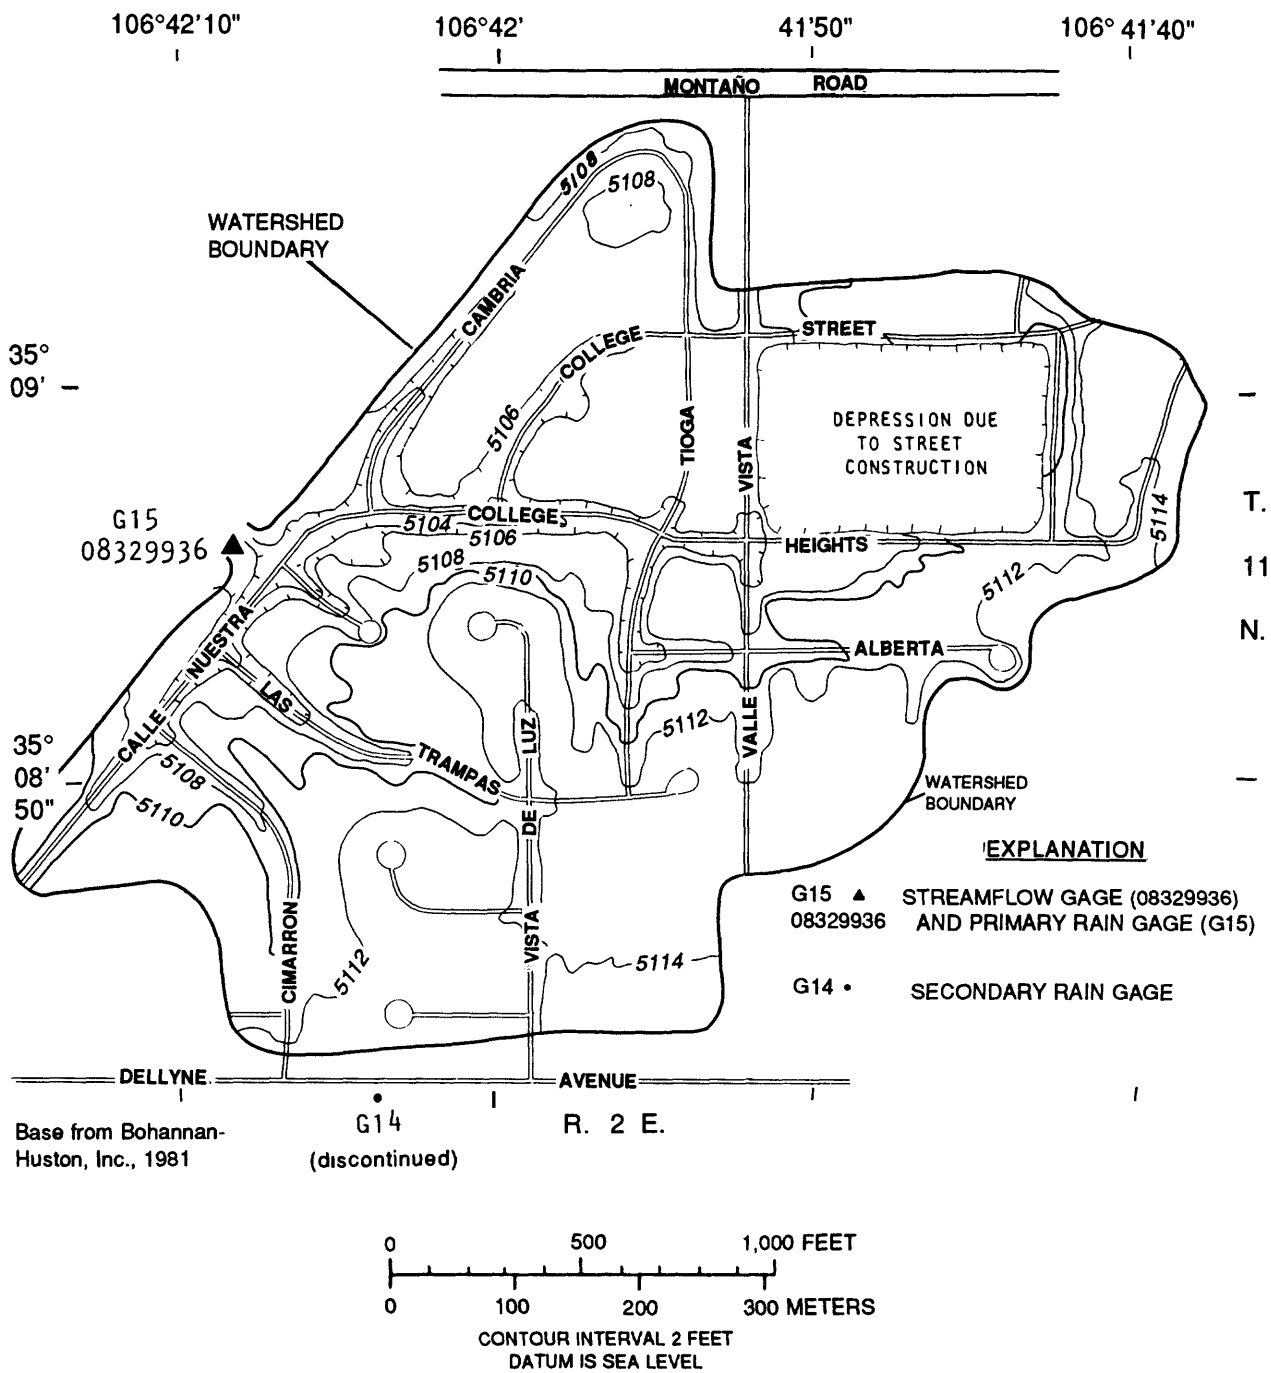 106°42'10"
106°42'
41'50"
106°41'40"
MONTAÑO ROAD
5108
5108
WATERSHED
BOUNDARY
CAMBRIA
COLLEGE
STREET
35°
09'
5106
TIOGA
VISTA
DEPRESSION DUE
TO STREET
CONSTRUCTION
5114
T.
11
N.
G15
08329936
5104
COLLEGE
5106
HEIGHTS
5108
5110
5112
NUESTRA
ALBERTA
LAS
CALLE
LUZ
5112
VALLE
35°
08'
50"
5108
TRAMPAS
5110
DE
WATERSHED
BOUNDARY
EXPLANATION
G15 ▲ STREAMFLOW GAGE (08329936)
08329936 AND PRIMARY RAIN GAGE (G15)
CIMARRON
VISTA
5112
5114
G14 • SECONDARY RAIN GAGE
DELLYNE AVENUE
G14
(discontinued)
R. 2 E.
Base from Bohannan-
Huston, Inc., 1981
0 500 1,000 FEET
0 100 200 300 METERS
CONTOUR INTERVAL 2 FEET
DATUM IS SEA LEVEL